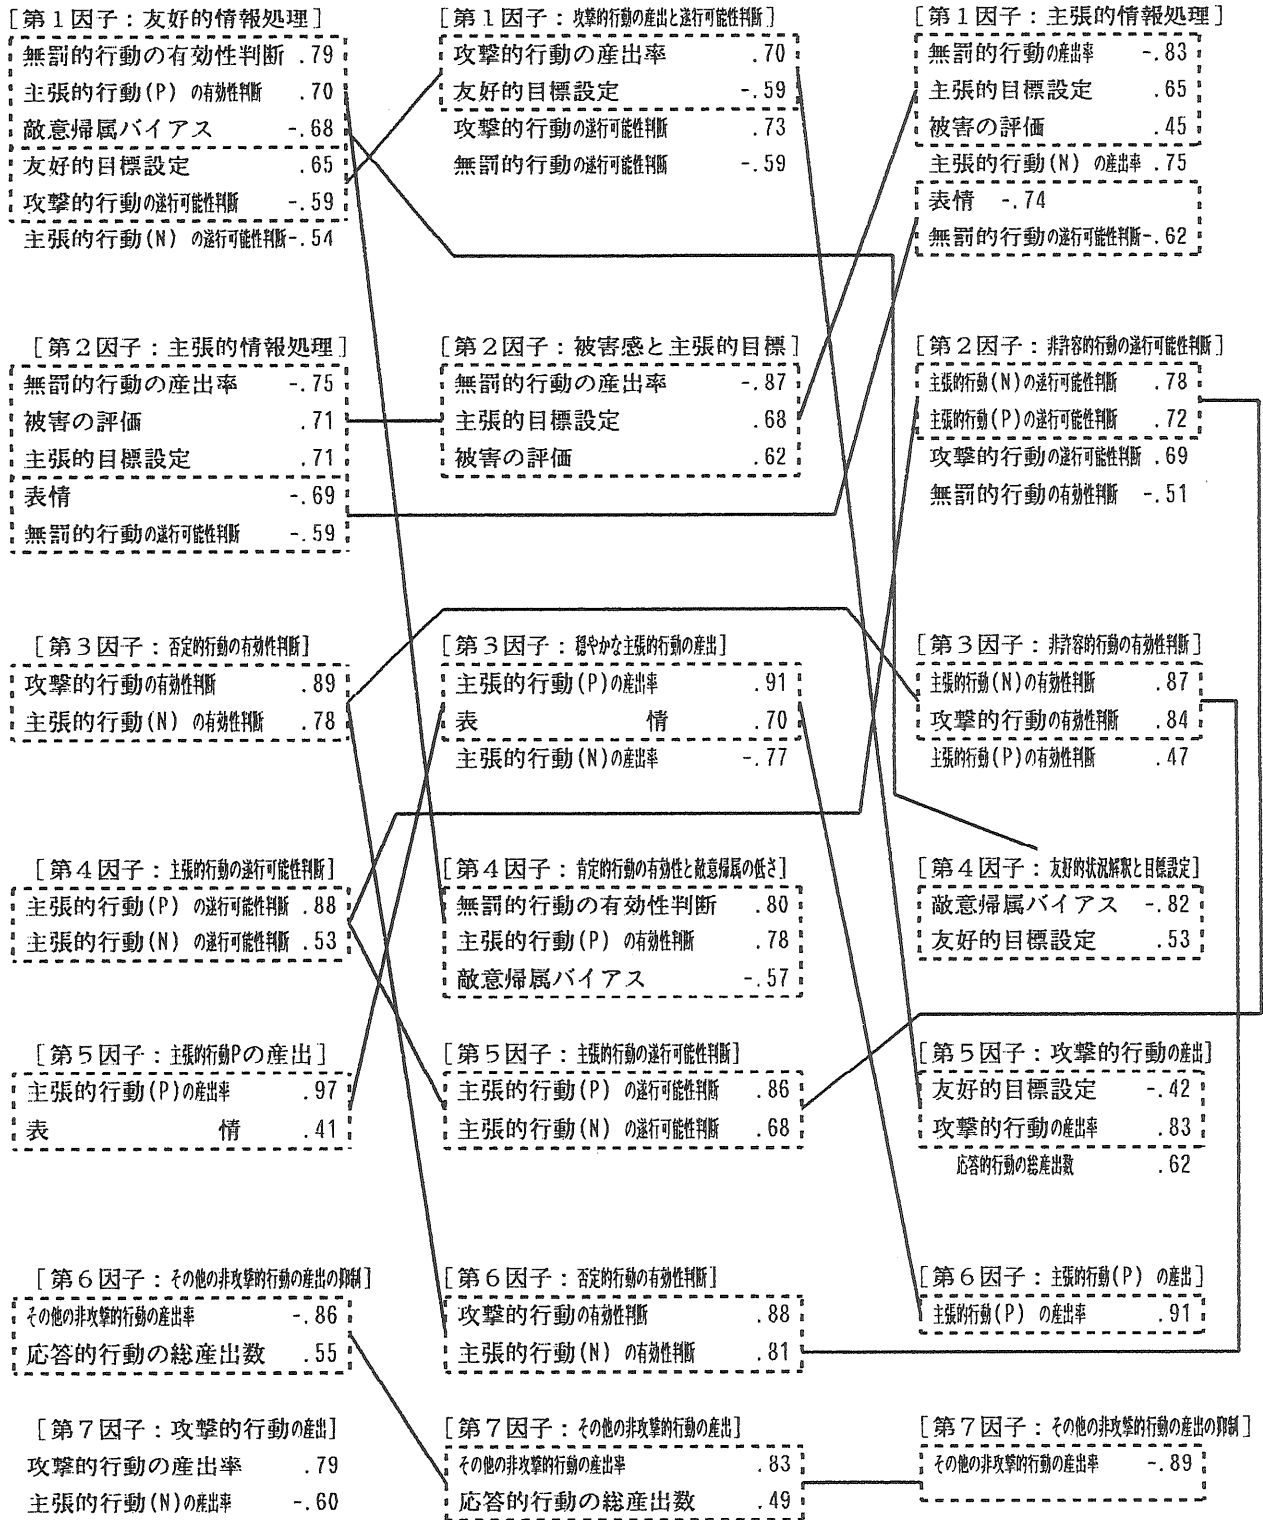 [第1因子：友好的情報処理]
無罰的行動の有効性判断 .79
主張的行動(P) の有効性判断 .70
敵意帰属バイアス -.68
友好的目標設定 .65
攻撃的行動の遂行可能性判断 -.59
主張的行動(N) の遂行可能性判断-.54
[第2因子：主張的情報処理]
無罰的行動の産出率 -.75
被害の評価 .71
主張的目標設定 .71
表情 -.69
無罰的行動の遂行可能性判断 -.59
[第3因子：否定的行動の有効性判断]
攻撃的行動の有効性判断 .89
主張的行動(N) の有効性判断 .78
[第4因子：主張的行動の遂行可能性判断]
主張的行動(P) の遂行可能性判断 .88
主張的行動(N) の遂行可能性判断 .53
[第5因子：主張的行動Pの産出]
主張的行動(P)の産出率 .97
表 情 .41
[第6因子：その他の非攻撃的行動の産出の抑制]
その他の非攻撃的行動の産出率 -.86
応答的行動の総産出数 .55
[第7因子：攻撃的行動の産出]
攻撃的行動の産出率 .79
主張的行動(N)の産出率 -.60
[第1因子：攻撃的行動の産出と遂行可能性判断]
攻撃的行動の産出率 .70
友好的目標設定 -.59
攻撃的行動の遂行可能性判断 .73
無罰的行動の遂行可能性判断 -.59
[第2因子：被害感と主張的目標]
無罰的行動の産出率 -.87
主張的目標設定 .68
被害の評価 .62
[第3因子：穏やかな主張的行動の産出]
主張的行動(P)の産出率 .91
表 情 .70
主張的行動(N)の産出率 -.77
[第4因子：肯定的行動の有効性と敵意帰属の低さ]
無罰的行動の有効性判断 .80
主張的行動(P) の有効性判断 .78
敵意帰属バイアス -.57
[第5因子：主張的行動の遂行可能性判断]
主張的行動(P) の遂行可能性判断 .86
主張的行動(N) の遂行可能性判断 .68
[第6因子：否定的行動の有効性判断]
攻撃的行動の有効性判断 .88
主張的行動(N) の有効性判断 .81
[第7因子：その他の非攻撃的行動の産出]
その他の非攻撃的行動の産出率 .83
応答的行動の総産出数 .49
[第1因子：主張的情報処理]
無罰的行動の産出率 -.83
主張的目標設定 .65
被害の評価 .45
主張的行動(N) の産出率 .75
表情 -.74
無罰的行動の遂行可能性判断-.62
[第2因子：非許容的行動の遂行可能性判断]
主張的行動(N)の遂行可能性判断 .78
主張的行動(P)の遂行可能性判断 .72
攻撃的行動の遂行可能性判断 .69
無罰的行動の有効性判断 -.51
[第3因子：非許容的行動の有効性判断]
主張的行動(N)の有効性判断 .87
攻撃的行動の有効性判断 .84
主張的行動(P)の有効性判断 .47
[第4因子：友好的状況解釈と目標設定]
敵意帰属バイアス -.82
友好的目標設定 .53
[第5因子：攻撃的行動の産出]
友好的目標設定 -.42
攻撃的行動の産出率 .83
応答的行動の総産出数 .62
[第6因子：主張的行動(P) の産出]
主張的行動(P) の産出率 .91
[第7因子：その他の非攻撃的行動の産出の抑制]
その他の非攻撃的行動の産出率 -.89